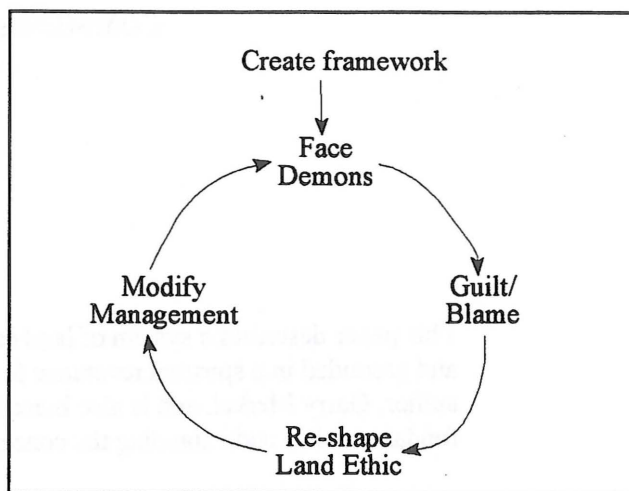 Create framework
Face
Demons
Guilt/
Blame
Re-shape
Land Ethic
Modify
Management